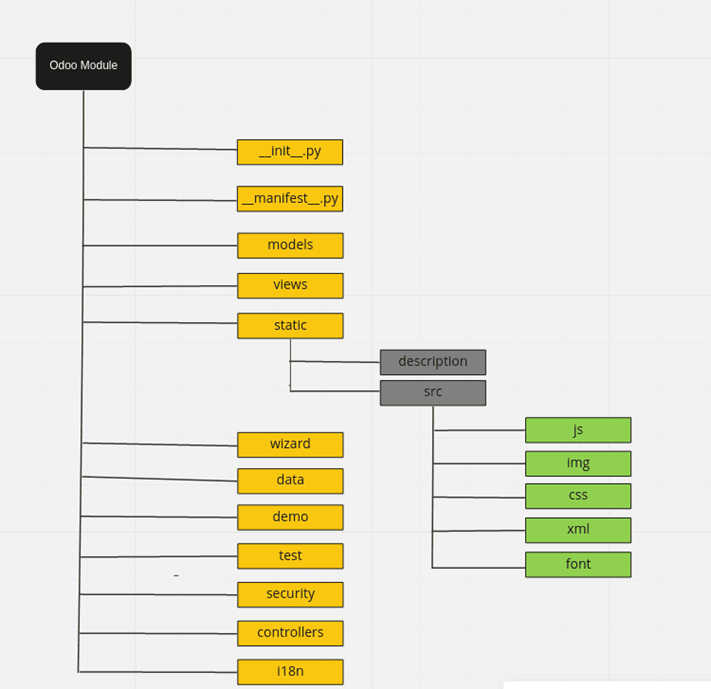 Odoo Module
__init__.py
__manifest__.py
models
views
static
description
src
js
img
css
xml
font
wizard
data
demo
test
security
controllers
i18n